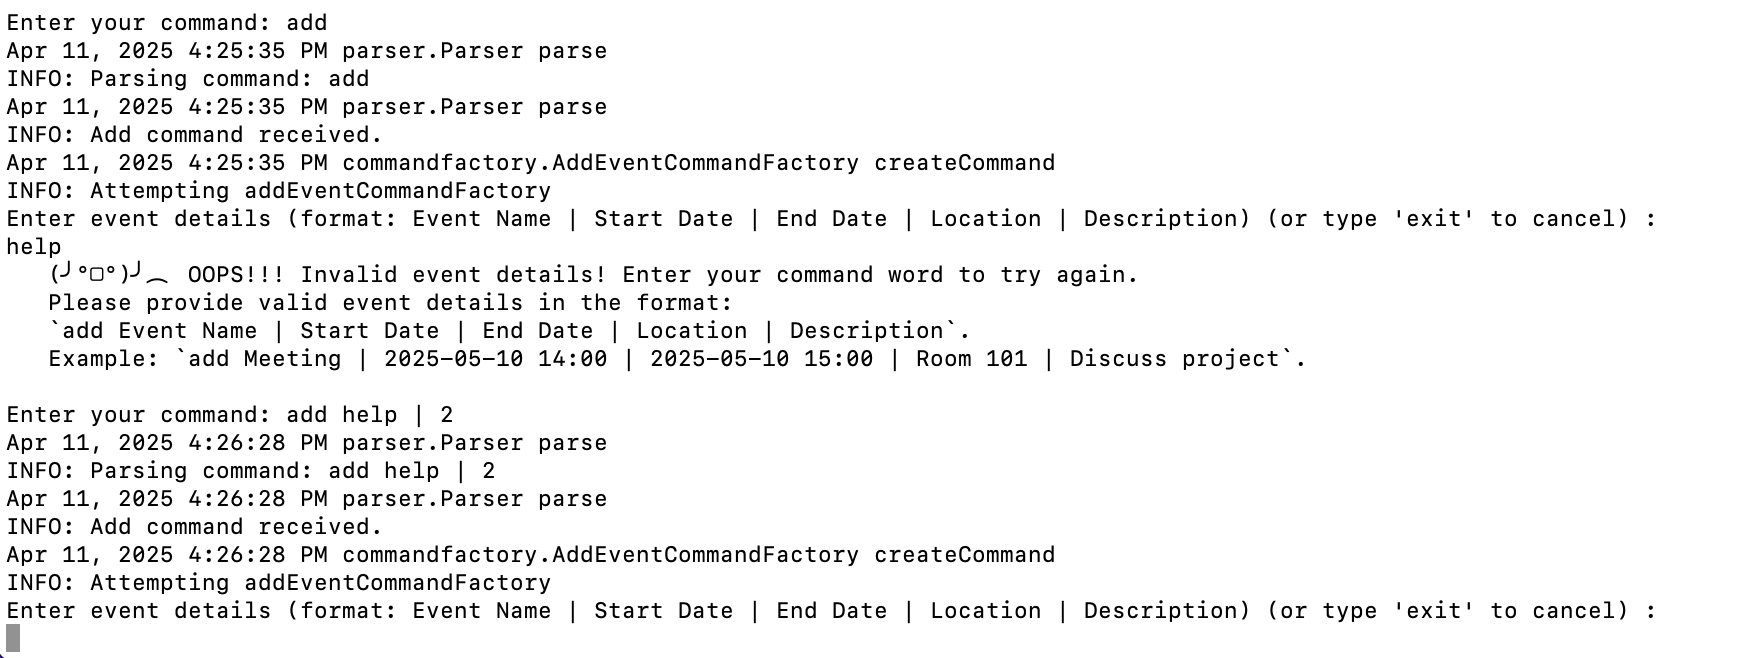 Enter your command: add
Apr 11, 2025 4:25:35 PM parser.Parser parse
INFO: Parsing command: add
Apr 11, 2025 4:25:35 PM parser.Parser parse
INFO: Add command received.
Apr 11, 2025 4:25:35 PM commandfactory.AddEventCommandFactory createCommand
INFO: Attempting addEventCommandFactory
Enter event details (format: Event Name | Start Date | End Date | Location | Description) (or type 'exit' to cancel) :
help
   (╯°□°)╯︵ OOPS!!! Invalid event details! Enter your command word to try again.
   Please provide valid event details in the format:
   `add Event Name | Start Date | End Date | Location | Description`.
   Example: `add Meeting | 2025-05-10 14:00 | 2025-05-10 15:00 | Room 101 | Discuss project`.

Enter your command: add help | 2
Apr 11, 2025 4:26:28 PM parser.Parser parse
INFO: Parsing command: add help | 2
Apr 11, 2025 4:26:28 PM parser.Parser parse
INFO: Add command received.
Apr 11, 2025 4:26:28 PM commandfactory.AddEventCommandFactory createCommand
INFO: Attempting addEventCommandFactory
Enter event details (format: Event Name | Start Date | End Date | Location | Description) (or type 'exit' to cancel) :